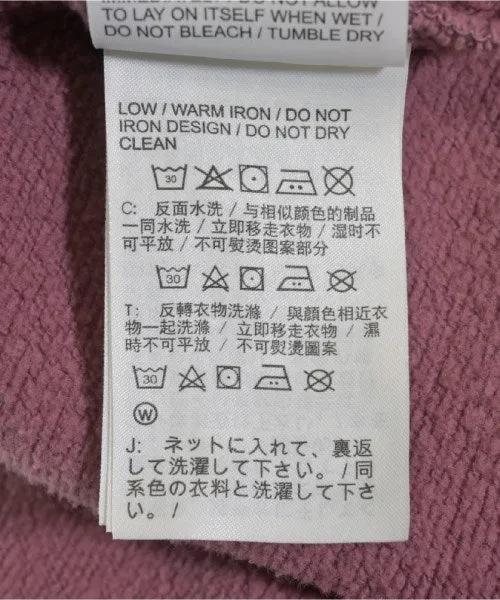 TO LAY ON ITSELF WHEN WET /
DO NOT BLEACH / TUMBLE DRY
LOW / WARM IRON / DO NOT
IRON DESIGN / DO NOT DRY
CLEAN
30
C: 反面水洗 / 与相似颜色的制品
一同水洗 / 立即移走衣物 / 湿时不
可平放 / 不可熨烫图案部分
30
T: 反轉衣物洗滌 / 與顏色相近衣
物一起洗滌 / 立即移走衣物 / 濕
時不可平放 / 不可熨燙圖案
30
W
J: ネットに入れて、裏返
して洗濯して下さい。/ 同
系色の衣料と洗濯して下さ
い。/